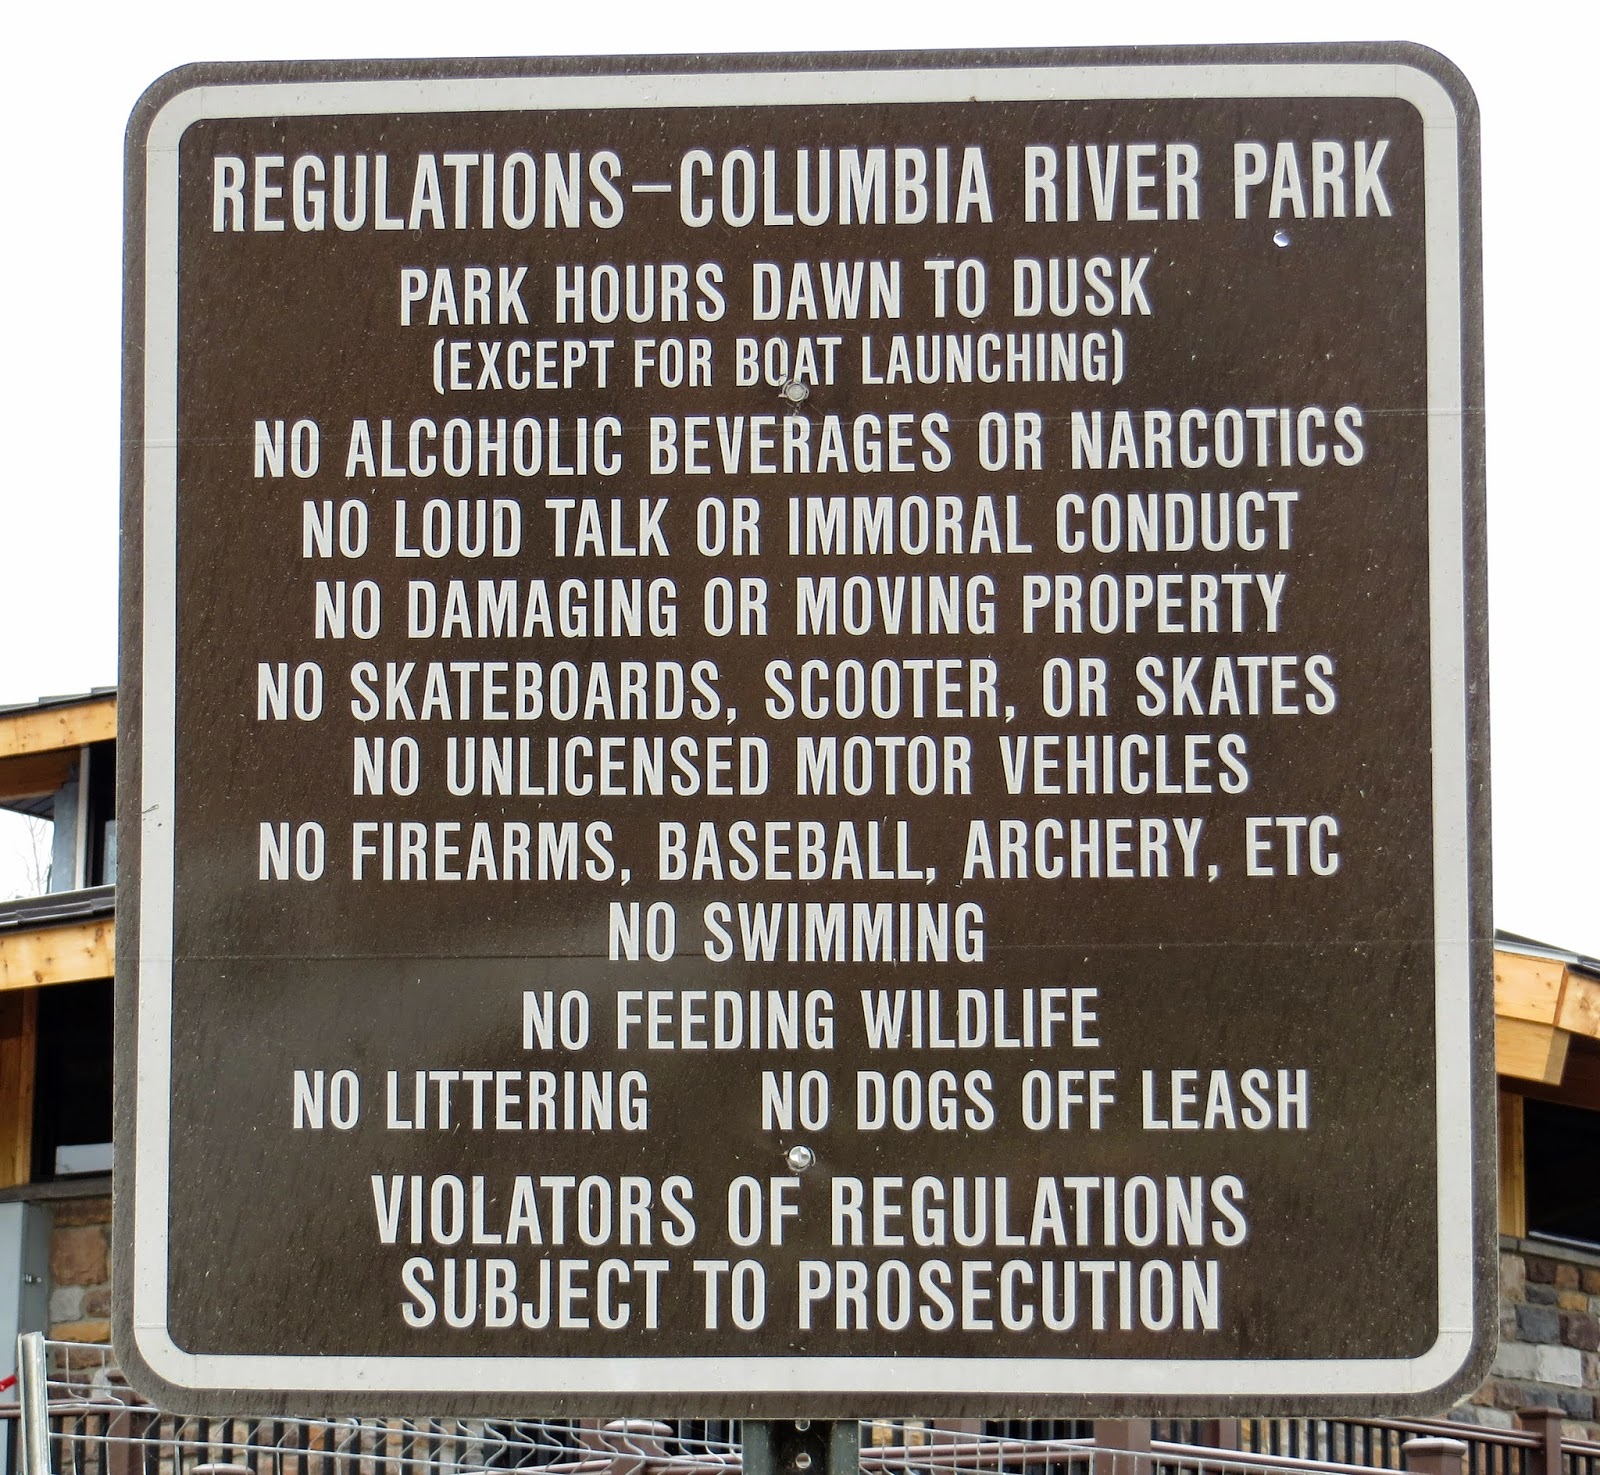 REGULATIONS–COLUMBIA RIVER PARK
PARK HOURS DAWN TO DUSK
(EXCEPT FOR BOAT LAUNCHING)
NO ALCOHOLIC BEVERAGES OR NARCOTICS
NO LOUD TALK OR IMMORAL CONDUCT
NO DAMAGING OR MOVING PROPERTY
NO SKATEBOARDS, SCOOTER, OR SKATES
NO UNLICENSED MOTOR VEHICLES
NO FIREARMS, BASEBALL, ARCHERY, ETC
NO SWIMMING
NO FEEDING WILDLIFE
NO LITTERING NO DOGS OFF LEASH
VIOLATORS OF REGULATIONS
SUBJECT TO PROSECUTION